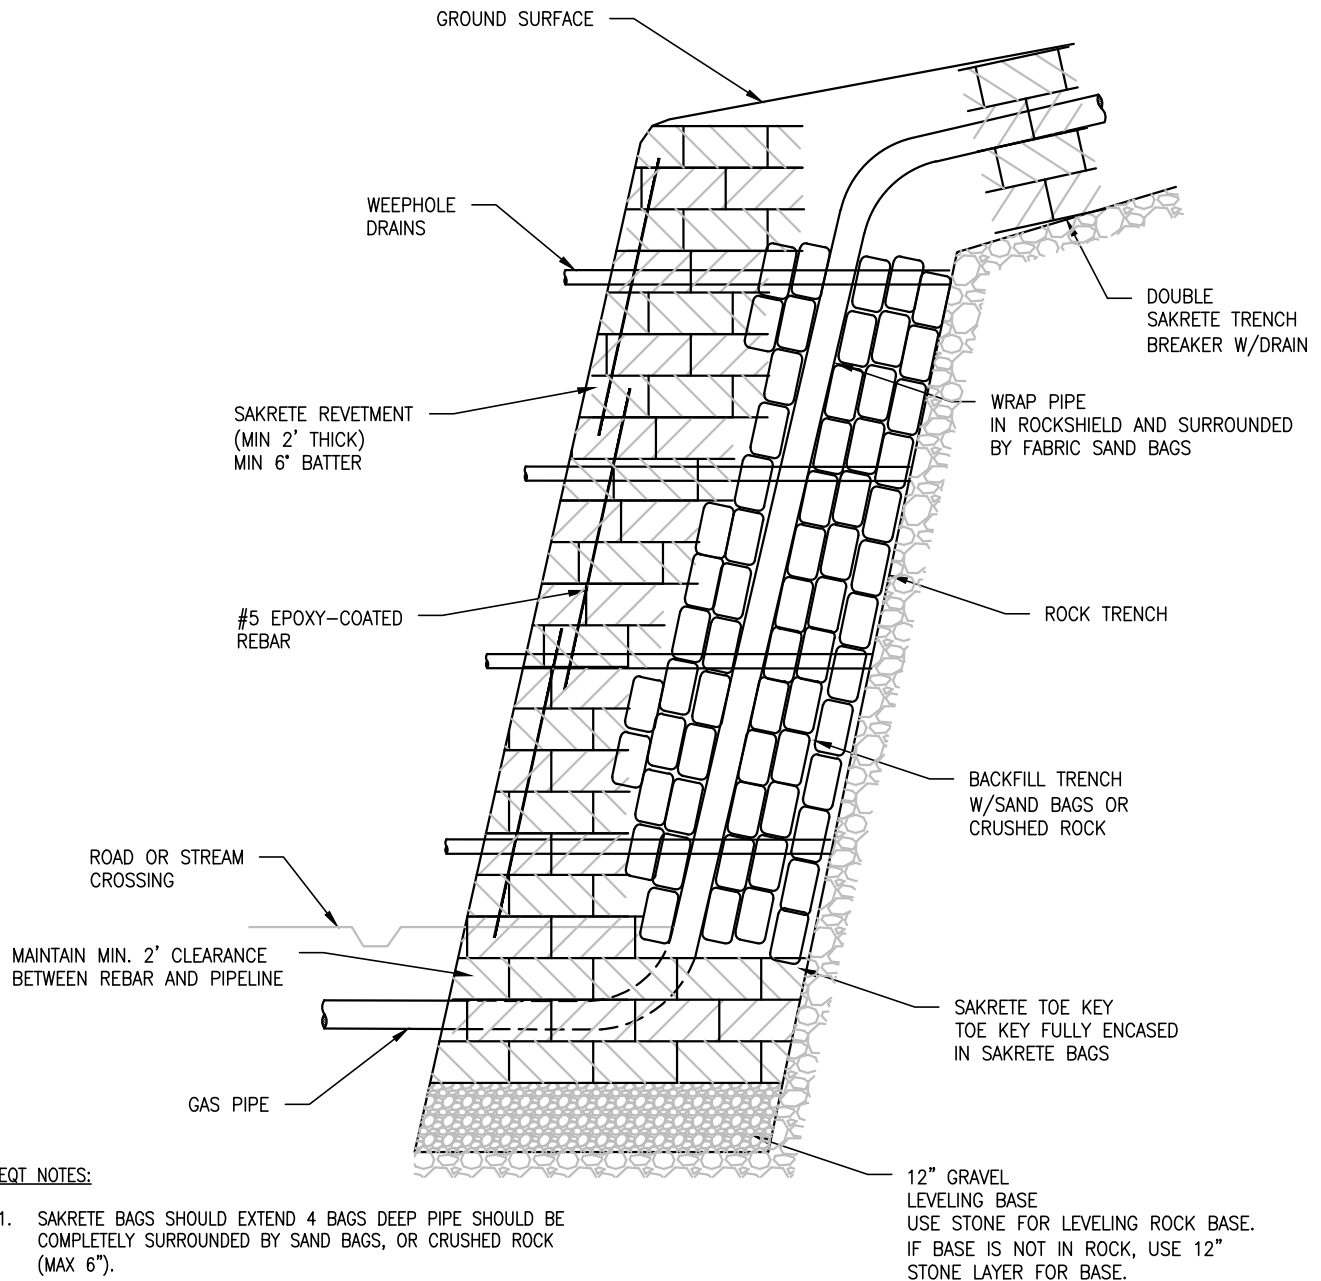 GROUND SURFACE
WEEPHOLE
DRAINS
DOUBLE
SAKRETE TRENCH
BREAKER W/DRAIN
SAKRETE REVETMENT
(MIN 2' THICK)
MIN 6° BATTER
WRAP PIPE
IN ROCKSHIELD AND SURROUNDED
BY FABRIC SAND BAGS
#5 EPOXY-COATED
REBAR
ROCK TRENCH
BACKFILL TRENCH
W/SAND BAGS OR
CRUSHED ROCK
ROAD OR STREAM
CROSSING
MAINTAIN MIN. 2' CLEARANCE
BETWEEN REBAR AND PIPELINE
SAKRETE TOE KEY
TOE KEY FULLY ENCASED
IN SAKRETE BAGS
GAS PIPE
12" GRAVEL
LEVELING BASE
USE STONE FOR LEVELING ROCK BASE.
IF BASE IS NOT IN ROCK, USE 12"
STONE LAYER FOR BASE.
EQT NOTES:
1. SAKRETE BAGS SHOULD EXTEND 4 BAGS DEEP PIPE SHOULD BE
COMPLETELY SURROUNDED BY SAND BAGS, OR CRUSHED ROCK
(MAX 6").